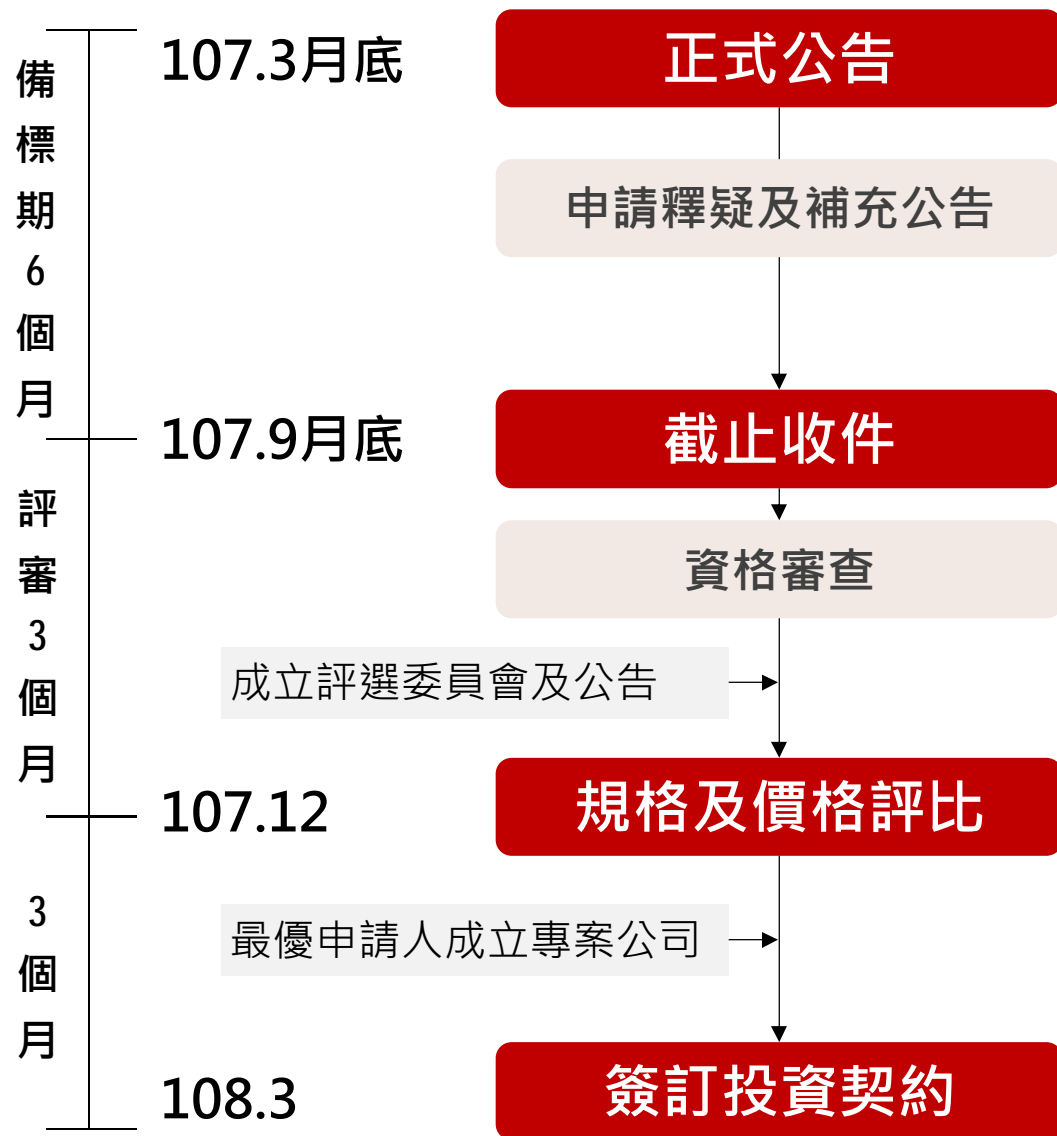 備標期6個月
107.3月底
正式公告
申請釋疑及補充公告
107.9月底
截止收件
評審3個月
資格審查
成立評選委員會及公告
107.12
規格及價格評比
3個月
最優申請人成立專案公司
108.3
簽訂投資契約